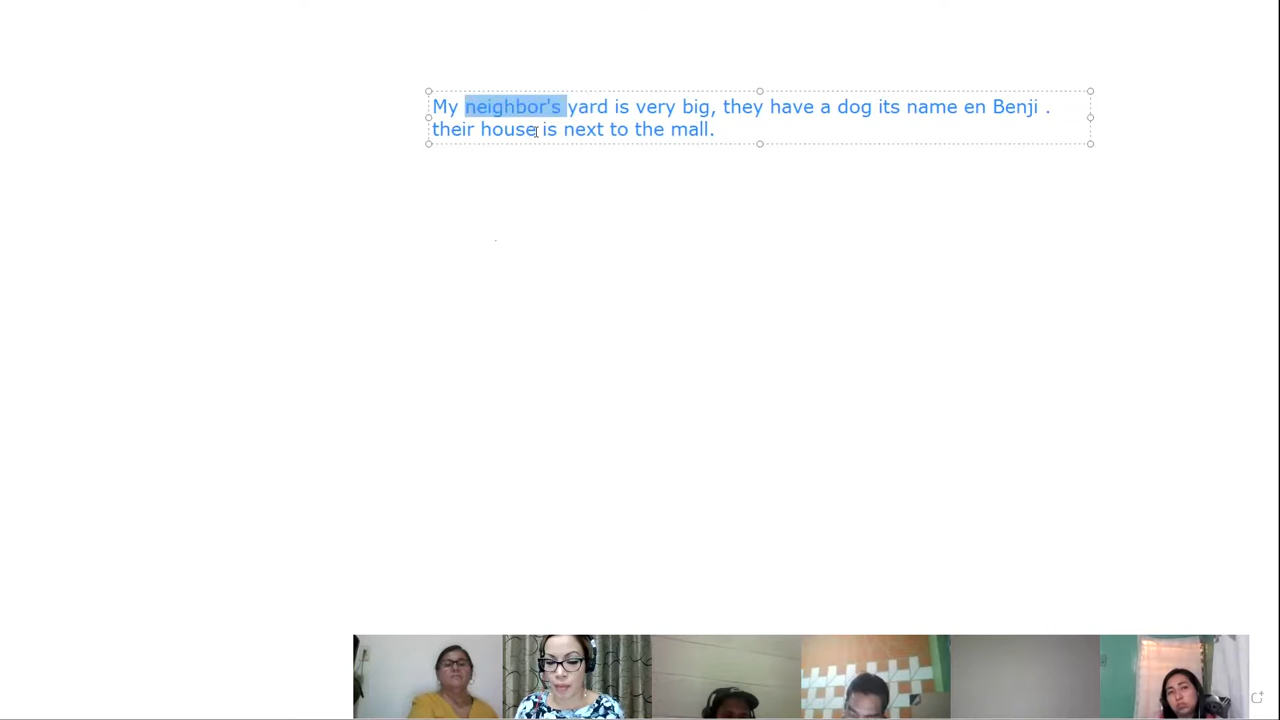 My neighbor's yard is very big, they have a dog its name en Benji .
their house is next to the mall.